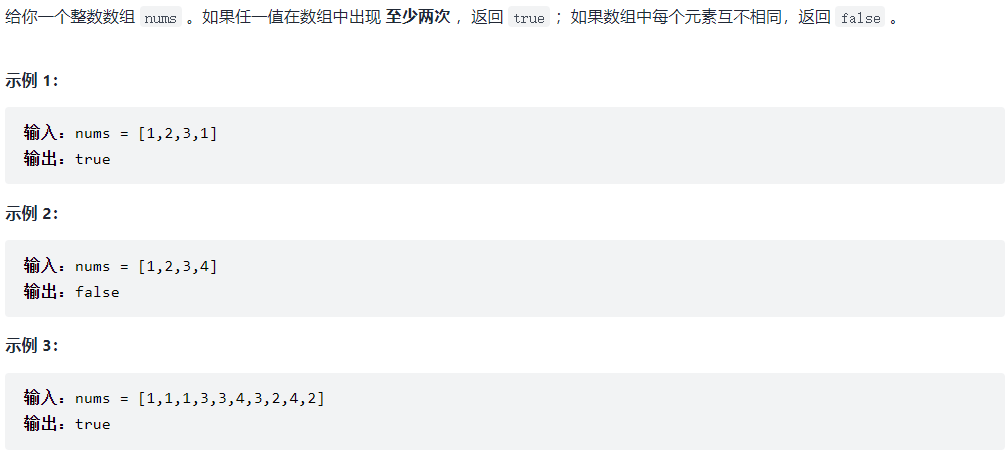 给你一个整数数组 nums 。如果任一值在数组中出现 至少两次 ，返回 true ；如果数组中每个元素互不相同，返回 false 。
示例 1：
输入：nums = [1,2,3,1]
输出：true
示例 2：
输入：nums = [1,2,3,4]
输出：false
示例 3：
输入：nums = [1,1,1,3,3,4,3,2,4,2]
输出：true